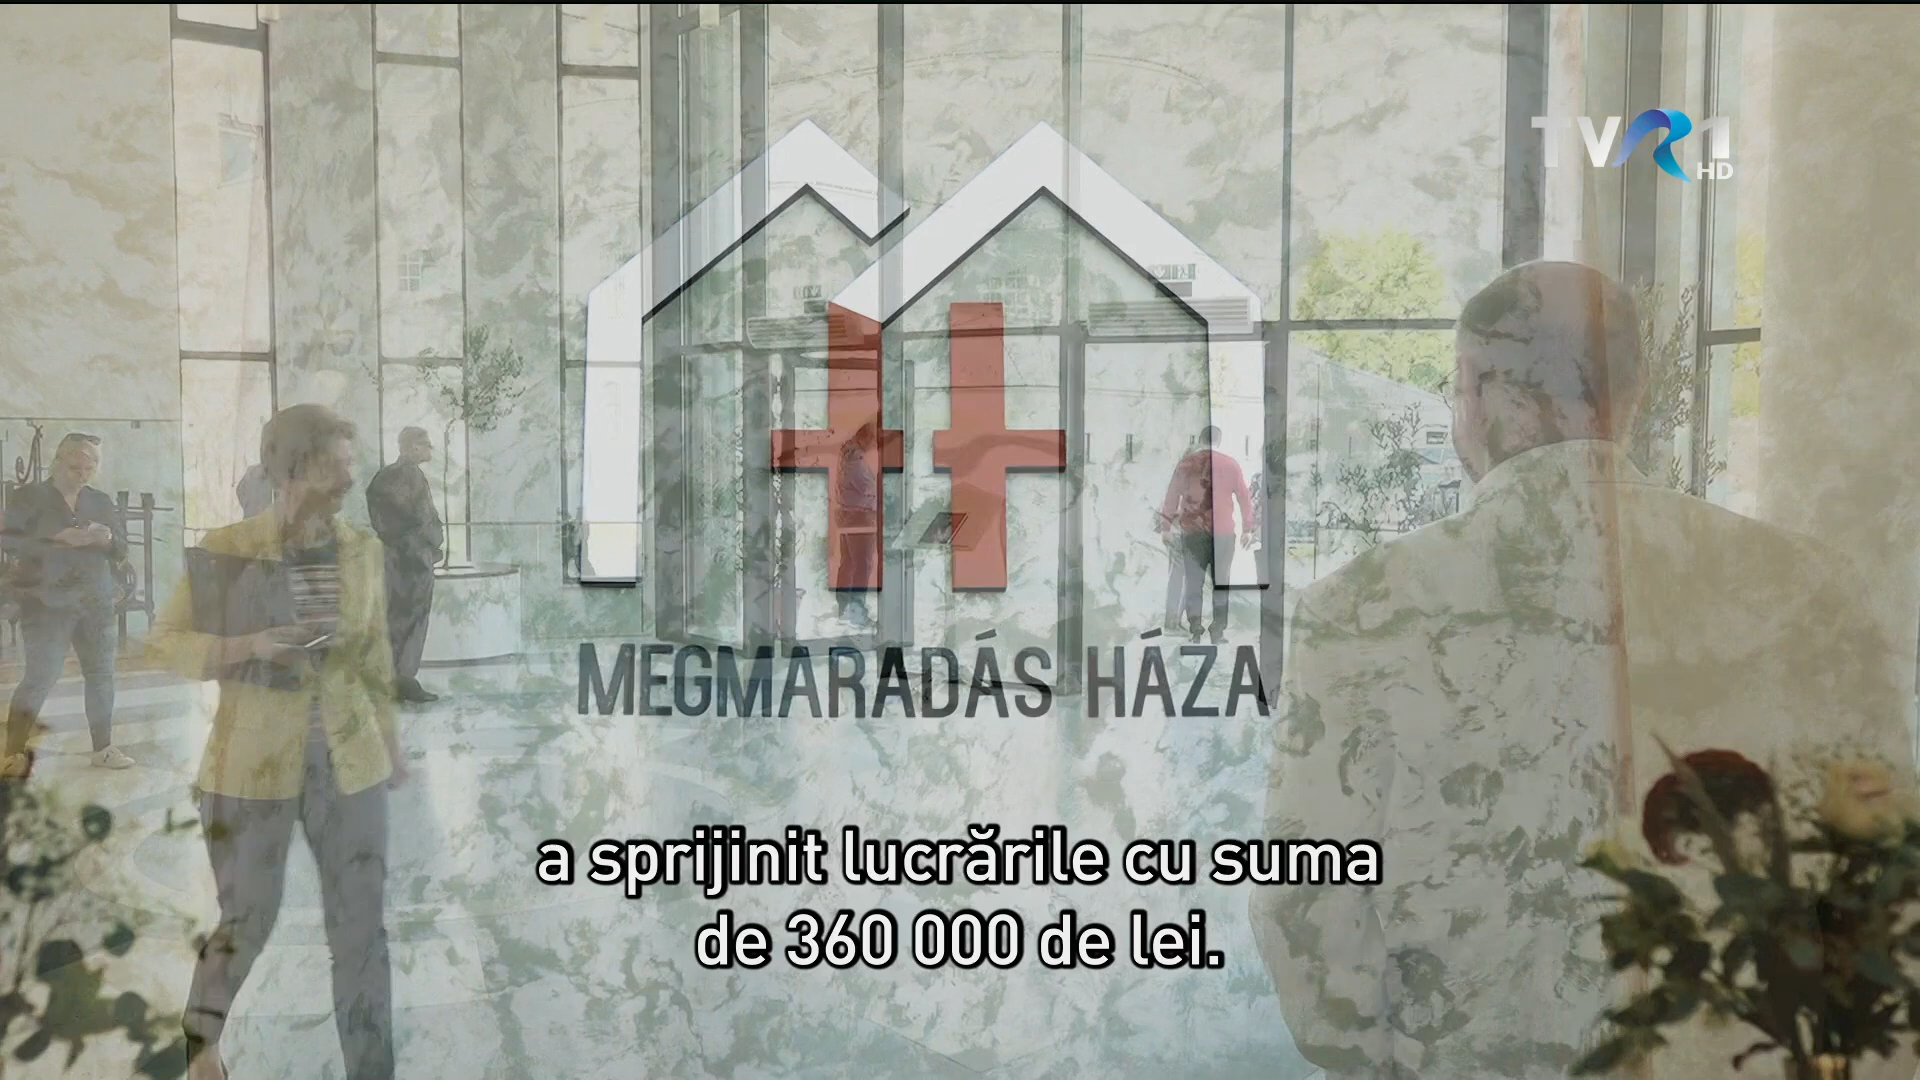 TVR1
HD
MEGMARADÁS HÁZA
a sprijinit lucrările cu suma
de 360 000 de lei.